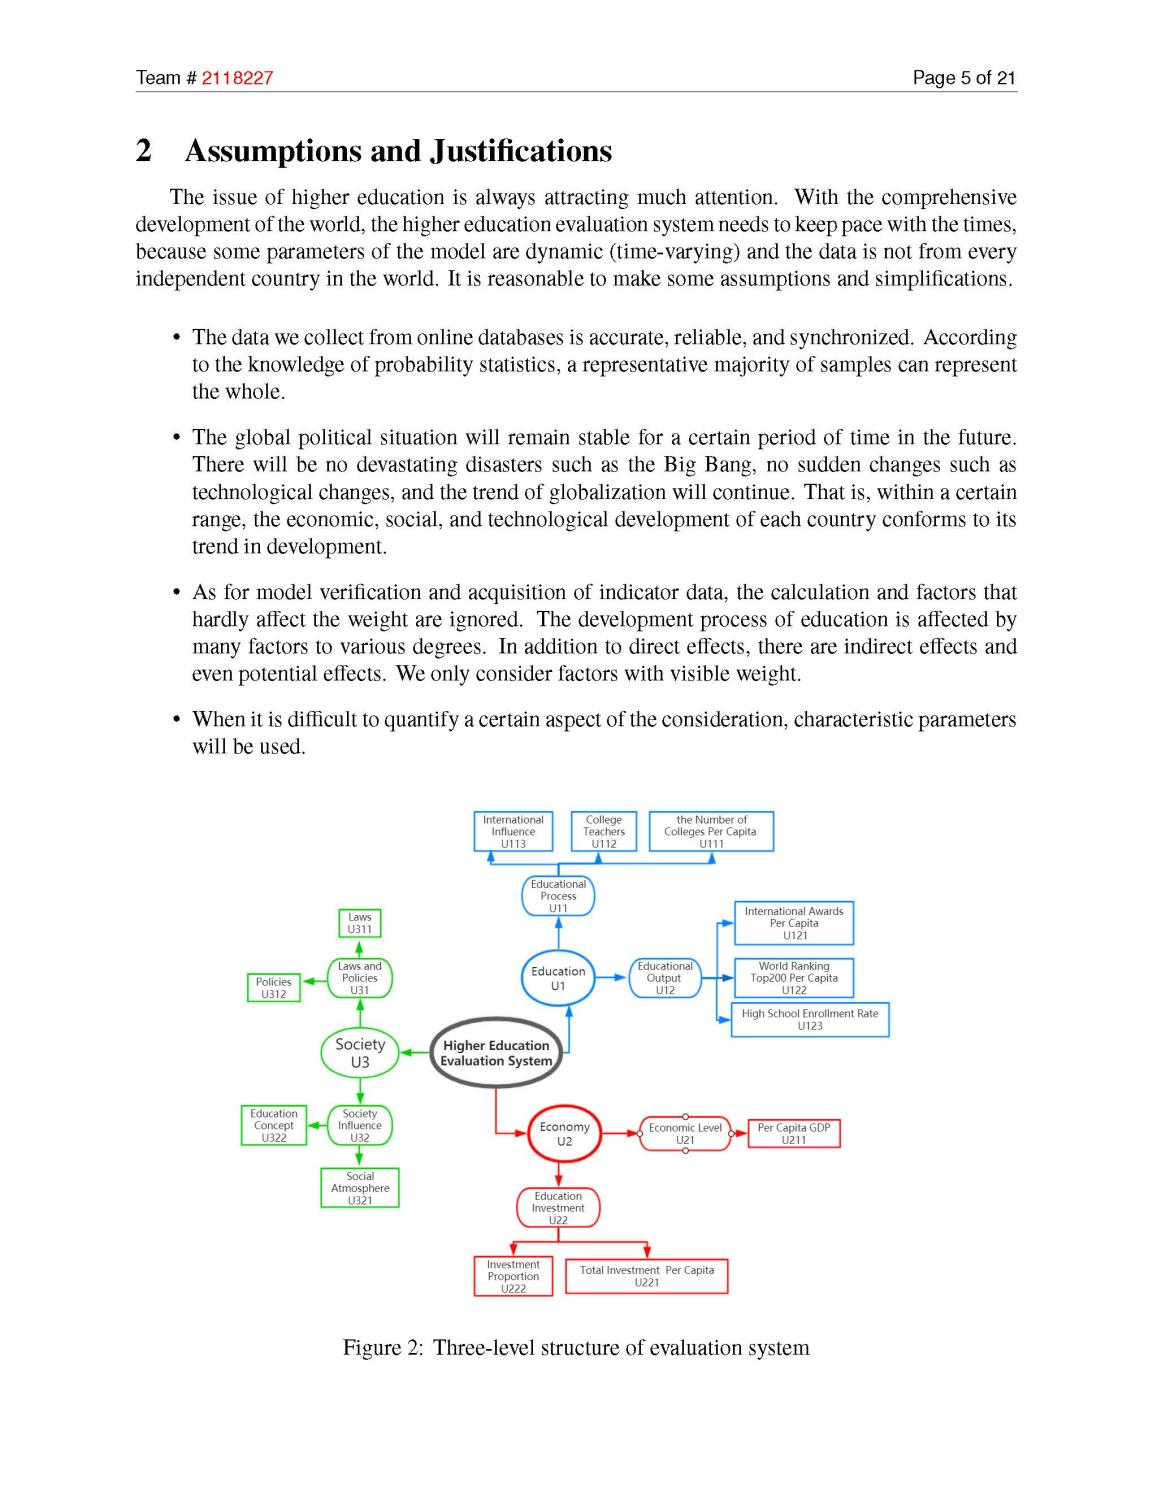 Team # 2118227
Page 5 of 21
2 Assumptions and Justifications
The issue of higher education is always attracting much attention. With the comprehensive
development of the world, the higher education evaluation system needs to keep pace with the times,
because some parameters of the model are dynamic (time-varying) and the data is not from every
independent country in the world. It is reasonable to make some assumptions and simplifications.
• The data we collect from online databases is accurate, reliable, and synchronized. According
to the knowledge of probability statistics, a representative majority of samples can represent
the whole.
• The global political situation will remain stable for a certain period of time in the future.
There will be no devastating disasters such as the Big Bang, no sudden changes such as
technological changes, and the trend of globalization will continue. That is, within a certain
range, the economic, social, and technological development of each country conforms to its
trend in development.
• As for model verification and acquisition of indicator data, the calculation and factors that
hardly affect the weight are ignored. The development process of education is affected by
many factors to various degrees. In addition to direct effects, there are indirect effects and
even potential effects. We only consider factors with visible weight.
• When it is difficult to quantify a certain aspect of the consideration, characteristic parameters
will be used.
International
Influence
U113
College
Teachers
U112
the Number of
Colleges Per Capita
U111
Educational
Process
U11
Laws
U311
International Awards
Per Capita
U121
Laws and
Policies
U31
Policies
U312
Education
U1
Educational
Output
U12
World Ranking
Top200 Per Capita
U122
High School Enrollment Rate
U123
Society
U3
Higher Education
Evaluation System
Education
Concept
U322
Society
Influence
U32
Economy
U2
Economic Level
U21
Per Capita GDP
U211
Social
Atmosphere
U321
Education
Investment
U22
Investment
Proportion
U222
Total Investment Per Capita
U221
Figure 2: Three-level structure of evaluation system